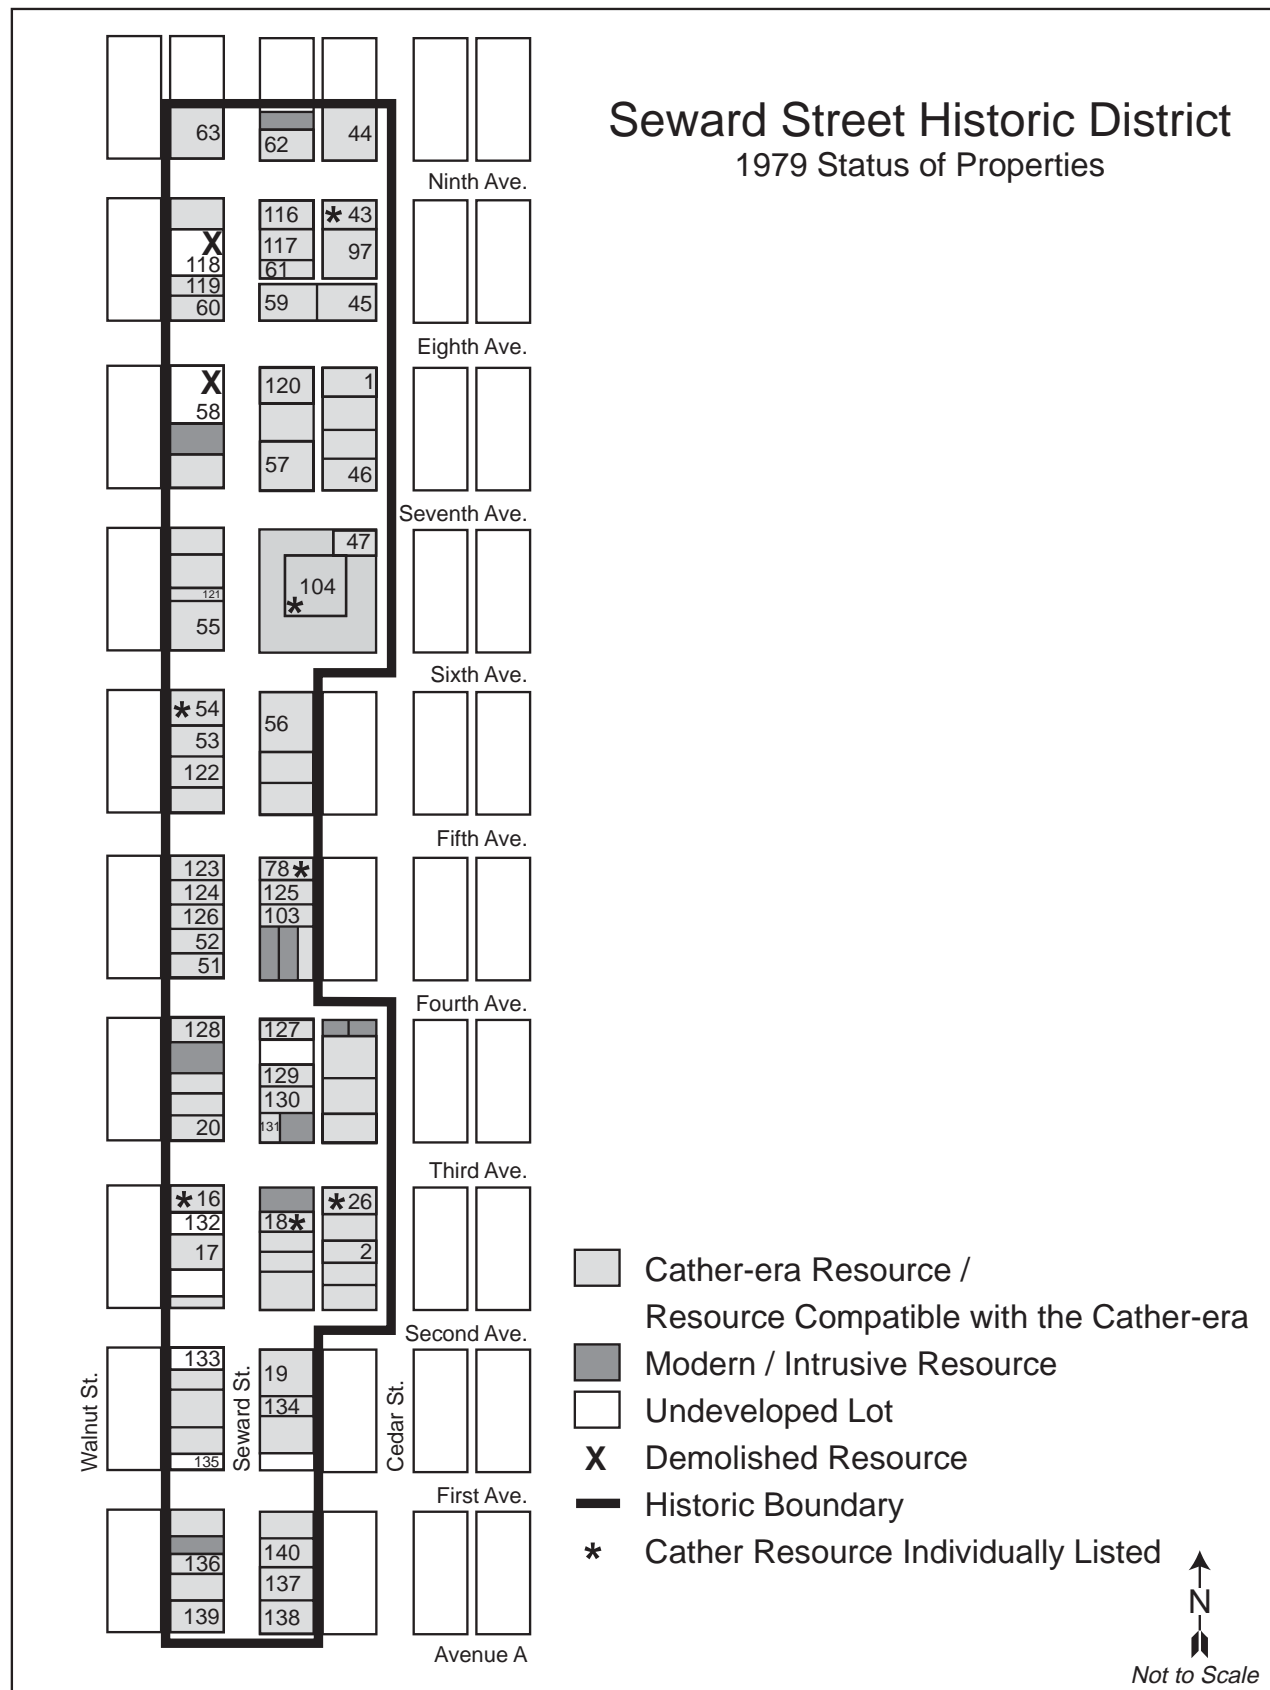 Seward Street Historic District
1979 Status of Properties
63
62
44
Ninth Ave.
116
* 43
X
117
97
118
61
119
60
59
45
Eighth Ave.
X
58
120
1
57
46
Seventh Ave.
47
104
*
121
55
Sixth Ave.
* 54
56
53
122
Fifth Ave.
123
78 *
124
125
126
103
52
51
Fourth Ave.
128
127
129
130
20
131
Third Ave.
* 16
* 26
132
18 *
17
2
Second Ave.
133
19
134
135
Walnut St.
Seward St.
Cedar St.
First Ave.
140
136
137
139
138
Avenue A
Cather-era Resource /
Resource Compatible with the Cather-era
Modern / Intrusive Resource
Undeveloped Lot
X Demolished Resource
Historic Boundary
* Cather Resource Individually Listed
N
Not to Scale